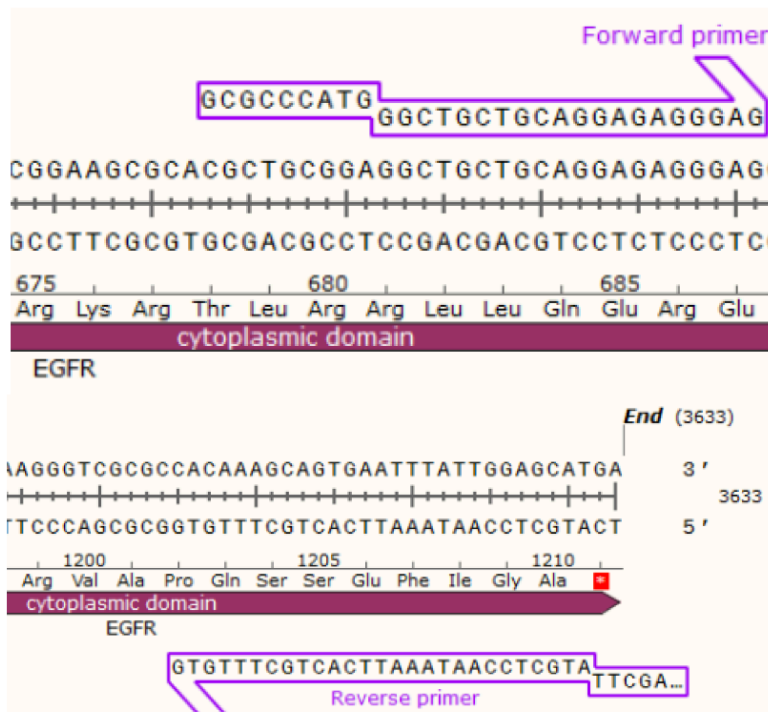 Forward primer
GCGCCCATG
GGCTGCTGCAGGAGAGGGAG
CGGAAGCGCACGCTGCGGAGGCTGCTGCAGGAGAGGGAG
GCCTTCGCGTGCGACGCCTCCGACGACGTCCTCTCCCTC
675 680 685
Arg Lys Arg Thr Leu Arg Arg Leu Leu Gln Glu Arg Glu
cytoplasmic domain
EGFR
End (3633)
AAGGGTCGCGCCACAAAGCAGTGAATTTATTGGAGCATGA 3'
3633
TTCCCAGCGCGGTGTTTCGTCACTTAAATAACCTCGTACT 5'
1200 1205 1210
Arg Val Ala Pro Gln Ser Ser Glu Phe Ile Gly Ala *
cytoplasmic domain
EGFR
GTGTTTCGTCACTTAAATAACCTCGTA
TTCGA...
Reverse primer